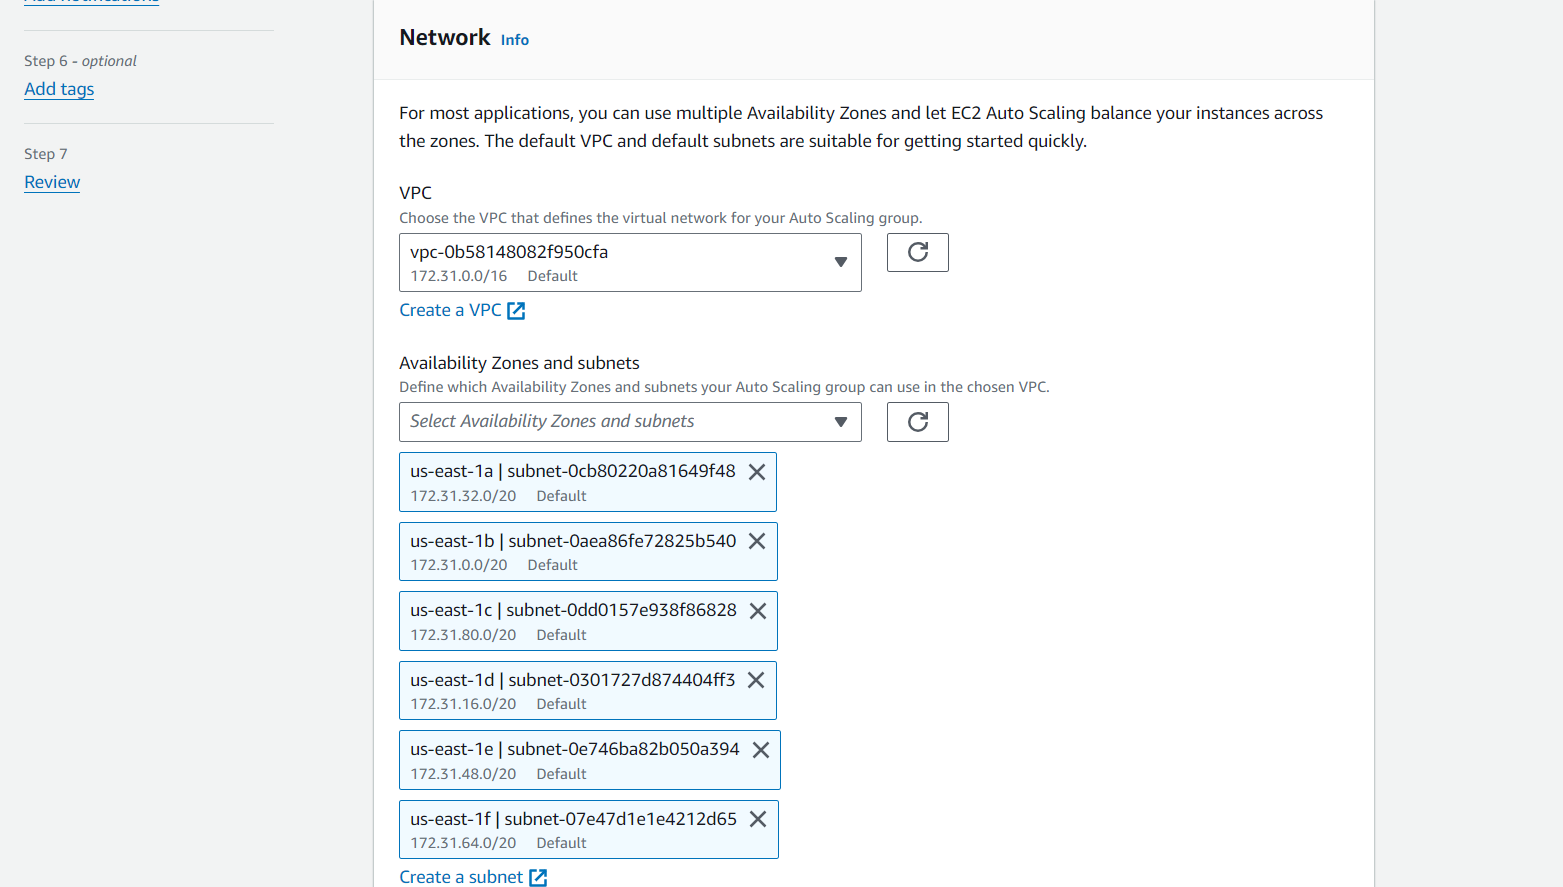 Add notifications
Step 6 - optional
Add tags
Step 7
Review
Network Info
For most applications, you can use multiple Availability Zones and let EC2 Auto Scaling balance your instances across
the zones. The default VPC and default subnets are suitable for getting started quickly.
VPC
Choose the VPC that defines the virtual network for your Auto Scaling group.
vpc-0b58148082f950cfa
172.31.0.0/16 Default
Create a VPC
Availability Zones and subnets
Define which Availability Zones and subnets your Auto Scaling group can use in the chosen VPC.
Select Availability Zones and subnets
us-east-1a | subnet-0cb80220a81649f48
172.31.32.0/20 Default
us-east-1b | subnet-0aea86fe72825b540
172.31.0.0/20 Default
us-east-1c | subnet-0dd0157e938f86828
172.31.80.0/20 Default
us-east-1d | subnet-0301727d874404ff3
172.31.16.0/20 Default
us-east-1e | subnet-0e746ba82b050a394
172.31.48.0/20 Default
us-east-1f | subnet-07e47d1e1e4212d65
172.31.64.0/20 Default
Create a subnet